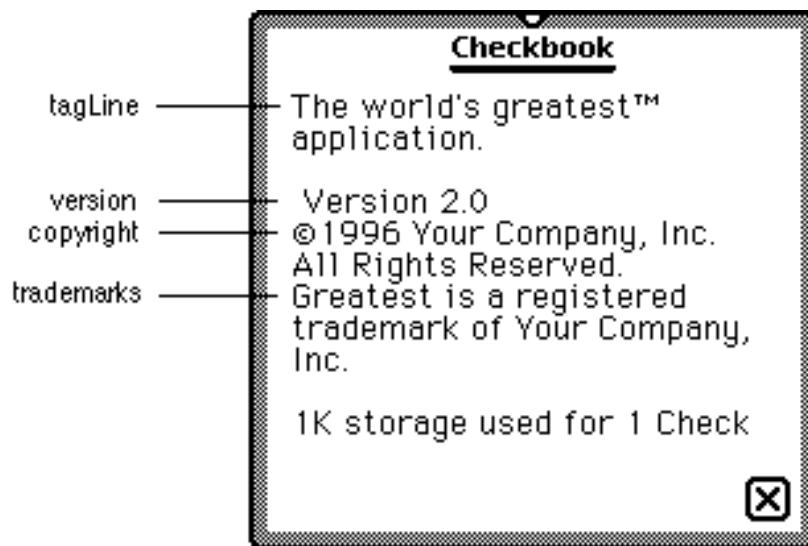 Checkbook
tagLine
The world's greatest™
application.
version
Version 2.0
copyright
©1996 Your Company, Inc.
All Rights Reserved.
trademarks
Greatest is a registered
trademark of Your Company,
Inc.
1K storage used for 1 Check